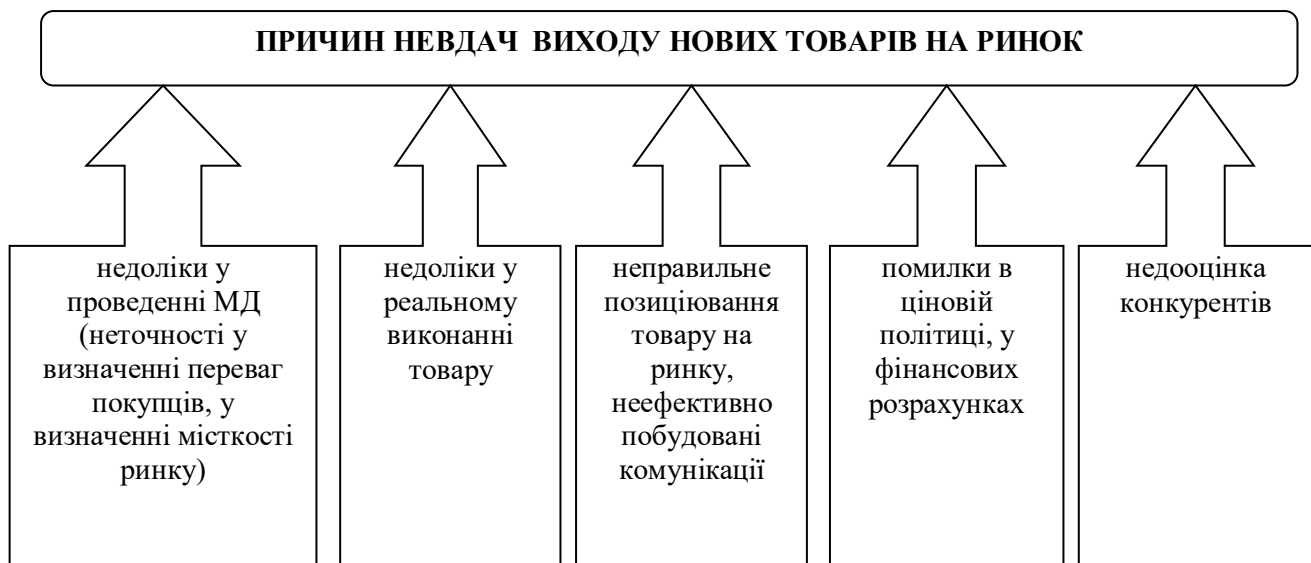 ПРИЧИН НЕВДАЧ ВИХОДУ НОВИХ ТОВАРІВ НА РИНОК
недоліки у
проведенні МД
(неточності у
визначенні переваг
покупців, у
визначенні місткості
ринку)
недоліки у
реальному
виконанні
товару
неправильне
позиціювання
товару на
ринку,
неефективно
побудовані
комунікації
помилки в
ціновій
політиці, у
фінансових
розрахунках
недооцінка
конкурентів